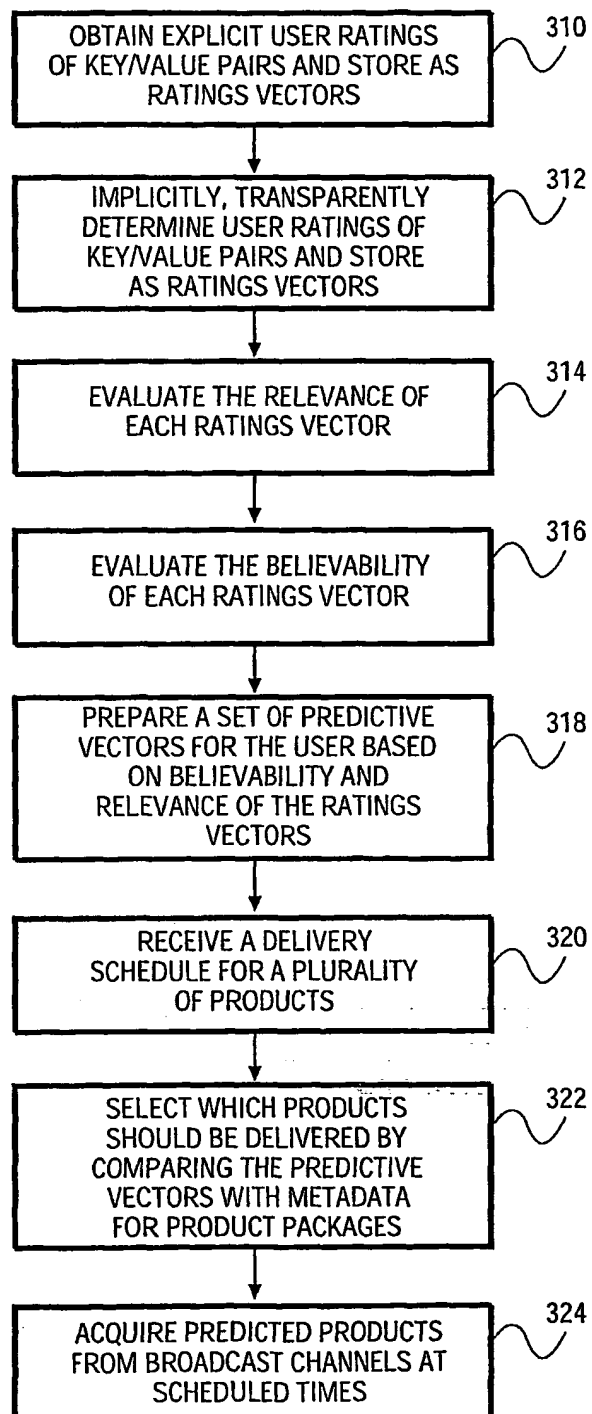 OBTAIN EXPLICIT USER RATINGS
OF KEY/VALUE PAIRS AND STORE AS
RATINGS VECTORS
310
IMPLICITLY, TRANSPARENTLY
DETERMINE USER RATINGS OF
KEY/VALUE PAIRS AND STORE
AS RATINGS VECTORS
312
EVALUATE THE RELEVANCE OF
EACH RATINGS VECTOR
314
EVALUATE THE BELIEVABILITY
OF EACH RATINGS VECTOR
316
PREPARE A SET OF PREDICTIVE
VECTORS FOR THE USER BASED
ON BELIEVABILITY AND
RELEVANCE OF THE RATINGS
VECTORS
318
RECEIVE A DELIVERY
SCHEDULE FOR A PLURALITY
OF PRODUCTS
320
SELECT WHICH PRODUCTS
SHOULD BE DELIVERED BY
COMPARING THE PREDICTIVE
VECTORS WITH METADATA
FOR PRODUCT PACKAGES
322
ACQUIRE PREDICTED PRODUCTS
FROM BROADCAST CHANNELS AT
SCHEDULED TIMES
324